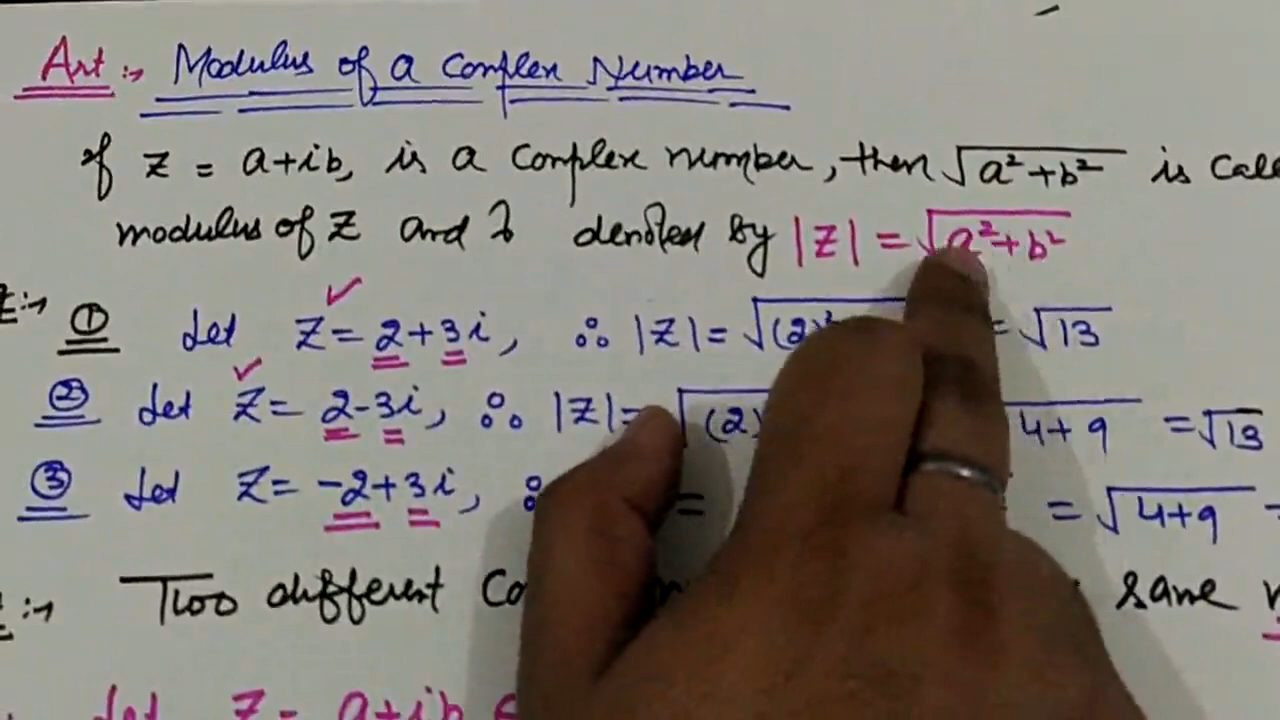 Art :- Modulus of a Complex Number
If z = a+ib, is a complex number, then √a²+b² is
modulus of z and is denoted by |z| = √a²+b²
① Let z = 2+3i, ∴ |z| = √(2)² = √13
② Let z = 2-3i, ∴ |z| = √(2) 4+9 = √13
③ Let z = -2+3i, = = √4+9
Two different same
Let z = a+ib